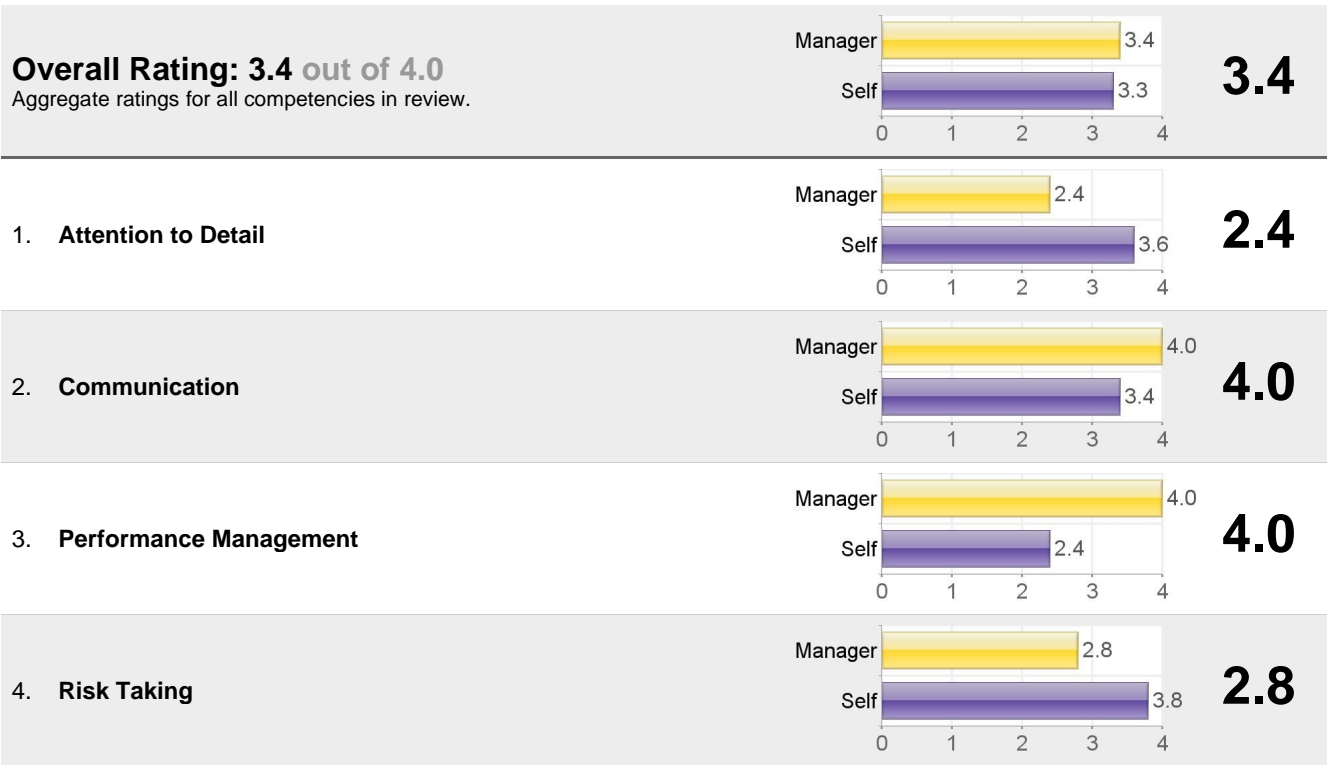 Overall Rating: 3.4 out of 4.0
Aggregate ratings for all competencies in review.
Manager 3.4
Self 3.3
0 1 2 3 4
3.4
1. Attention to Detail
Manager 2.4
Self 3.6
0 1 2 3 4
2.4
2. Communication
Manager 4.0
Self 3.4
0 1 2 3 4
4.0
3. Performance Management
Manager 4.0
Self 2.4
0 1 2 3 4
4.0
4. Risk Taking
Manager 2.8
Self 3.8
0 1 2 3 4
2.8